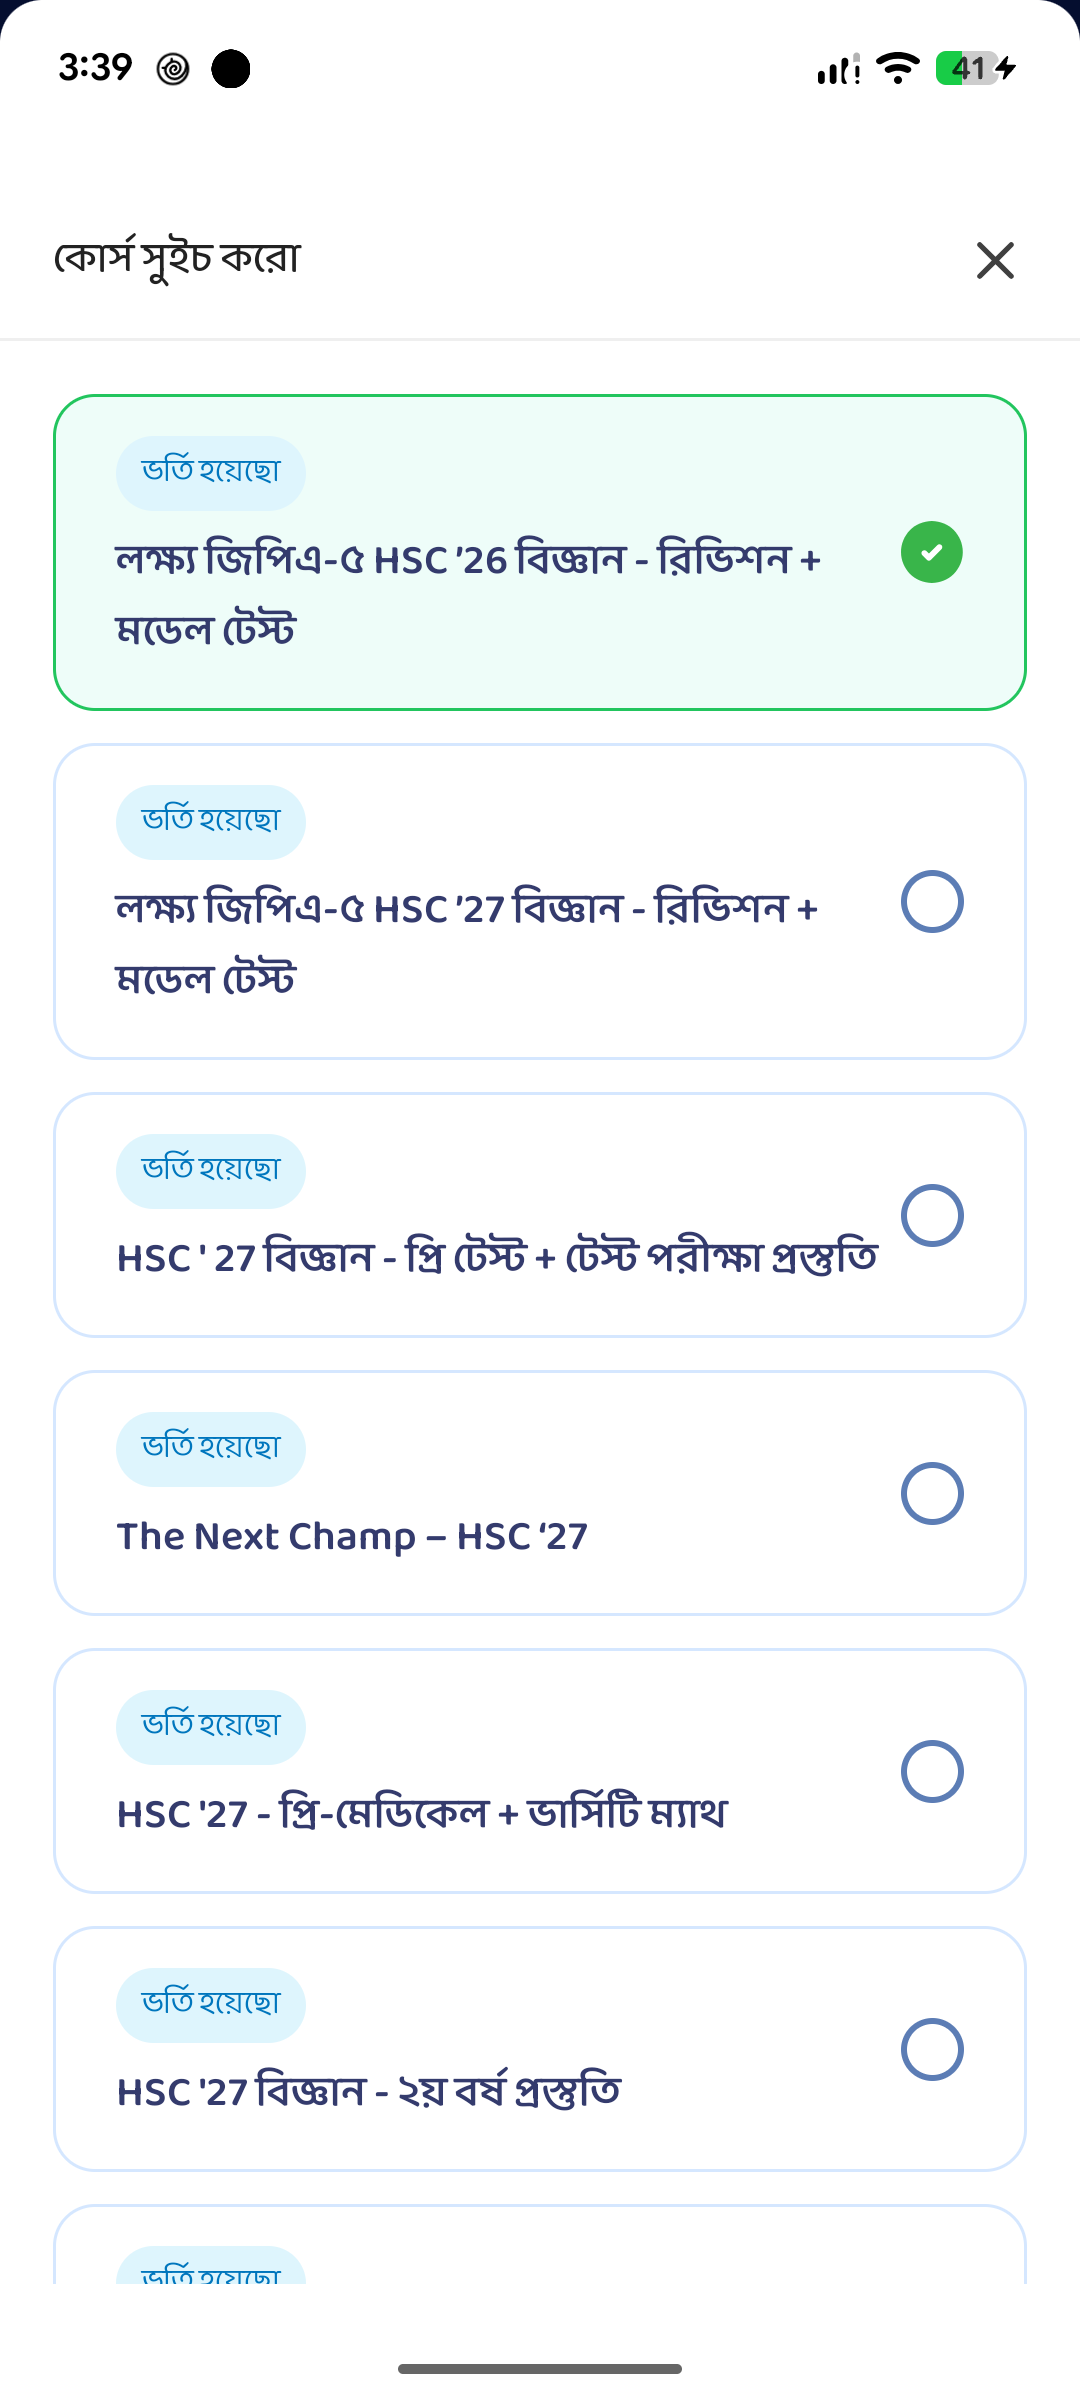 3:39
41
কোর্স সুইচ করো
ভর্তি হয়েছো
লক্ষ্য জিপিএ-৫ HSC ’26 বিজ্ঞান - রিভিশন +
মডেল টেস্ট
ভর্তি হয়েছো
লক্ষ্য জিপিএ-৫ HSC ’27 বিজ্ঞান - রিভিশন +
মডেল টেস্ট
ভর্তি হয়েছো
HSC ' 27 বিজ্ঞান - প্রি টেস্ট + টেস্ট পরীক্ষা প্রস্তুতি
ভর্তি হয়েছো
The Next Champ – HSC ‘27
ভর্তি হয়েছো
HSC '27 - প্রি-মেডিকেল + ভার্সিটি ম্যাথ
ভর্তি হয়েছো
HSC '27 বিজ্ঞান - ২য় বর্ষ প্রস্তুতি
ভর্তি হয়েছো